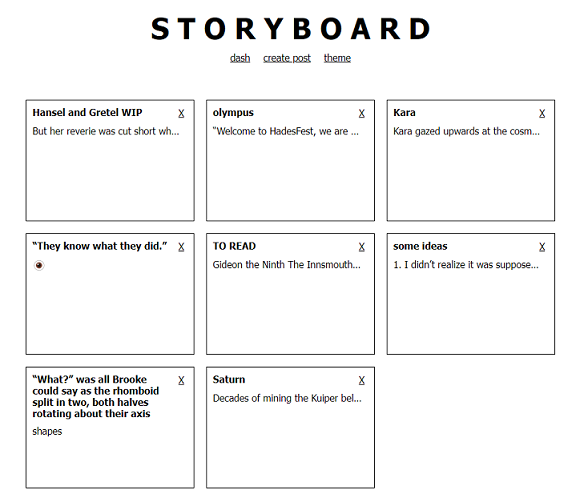 STORYBOARD
dash create post theme
Hansel and Gretel WIP X
But her reverie was cut short wh...
olympus X
"Welcome to HadesFest, we are ...
Kara X
Kara gazed upwards at the cosm...
“They know what they did.” X
TO READ X
Gideon the Ninth The Innsmouth...
some ideas X
1. I didn’t realize it was suppose...
“What?” was all Brooke X
could say as the rhomboid
split in two, both halves
rotating about their axis
shapes
Saturn X
Decades of mining the Kuiper bel...